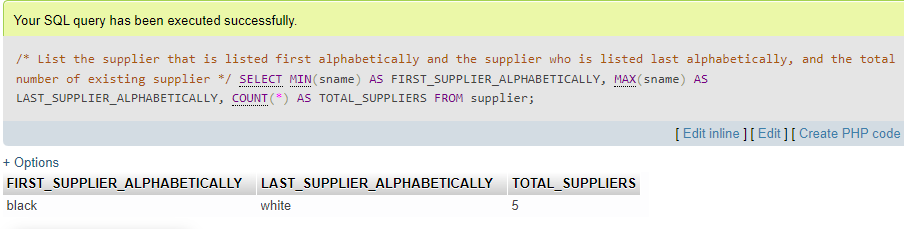 Your SQL query has been executed successfully.
/* List the supplier that is listed first alphabetically and the supplier who is listed last alphabetically, and the total
number of existing supplier */ SELECT MIN(sname) AS FIRST_SUPPLIER_ALPHABETICALLY, MAX(sname) AS
LAST_SUPPLIER_ALPHABETICALLY, COUNT(*) AS TOTAL_SUPPLIERS FROM supplier;
[ Edit inline ] [ Edit ] [ Create PHP code
+ Options
FIRST_SUPPLIER_ALPHABETICALLY LAST_SUPPLIER_ALPHABETICALLY TOTAL_SUPPLIERS
black white 5